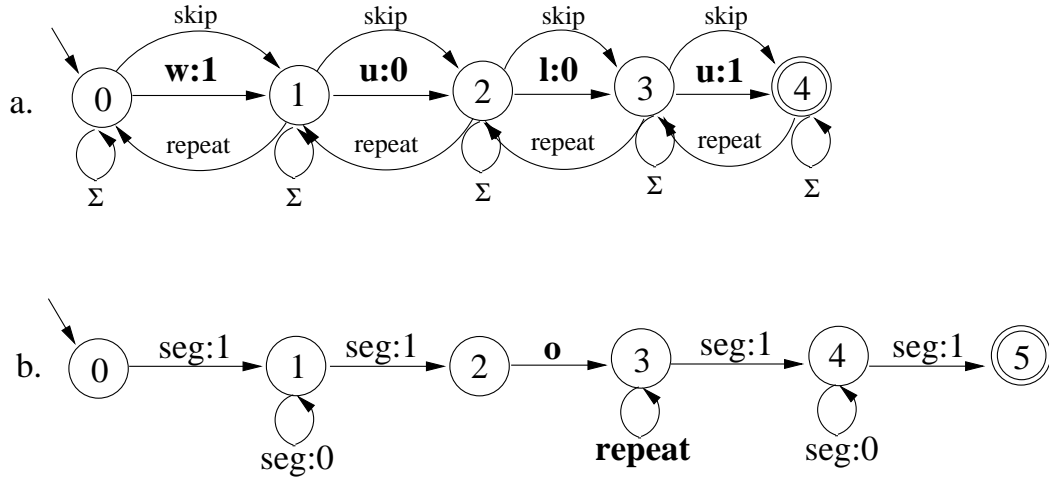 skip skip skip skip
w:1 u:0 l:0 u:1
a. 0 1 2 3 4
repeat repeat repeat repeat
Σ Σ Σ Σ Σ
seg:1 seg:1 o seg:1 seg:1
b. 0 1 2 3 4 5
seg:0 repeat seg:0